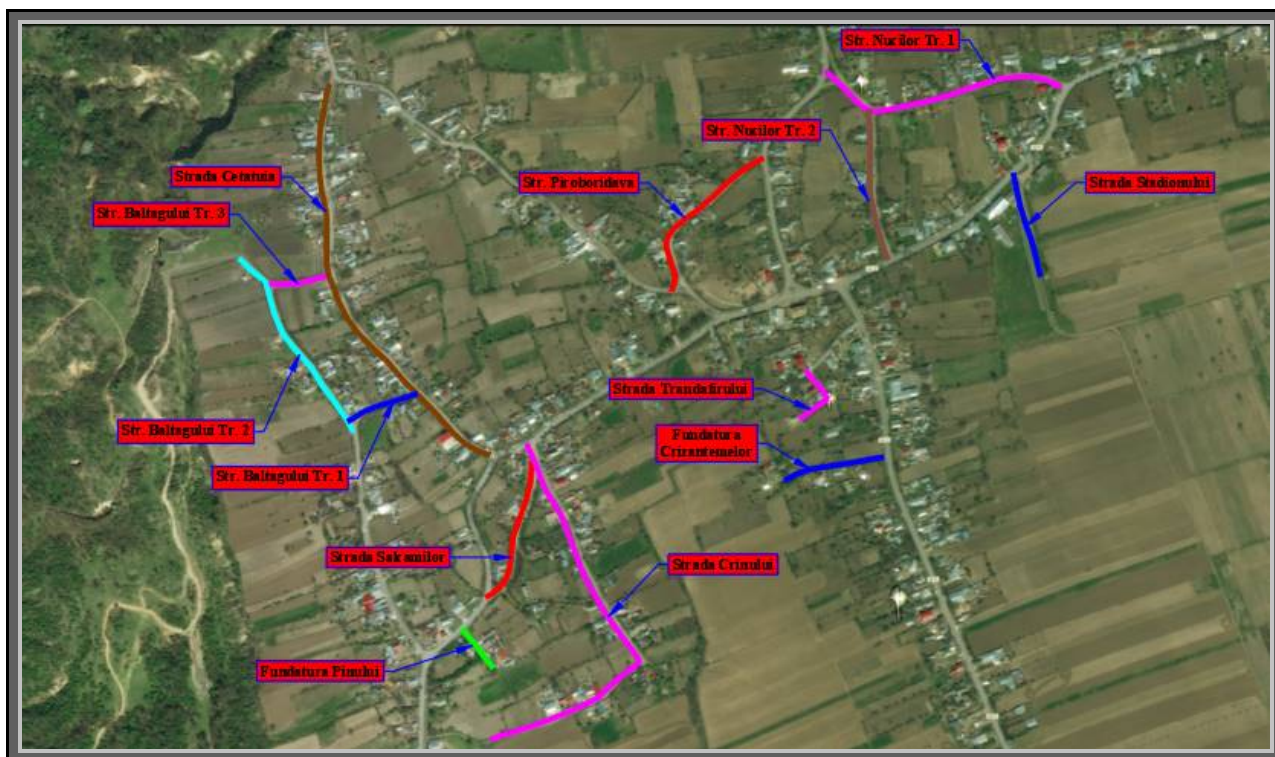 Str. Nucilor Tr. 1
Str. Nucilor Tr. 2
Strada Cetatuia
Str. Piroboridava
Strada Stadionului
Str. Baltagului Tr. 3
Strada Trandafirului
Str. Baltagului Tr. 2
Fundatura
Crizantemelor
Str. Baltagului Tr. 1
Strada Salcamilor
Strada Crinului
Fundatura Pinului